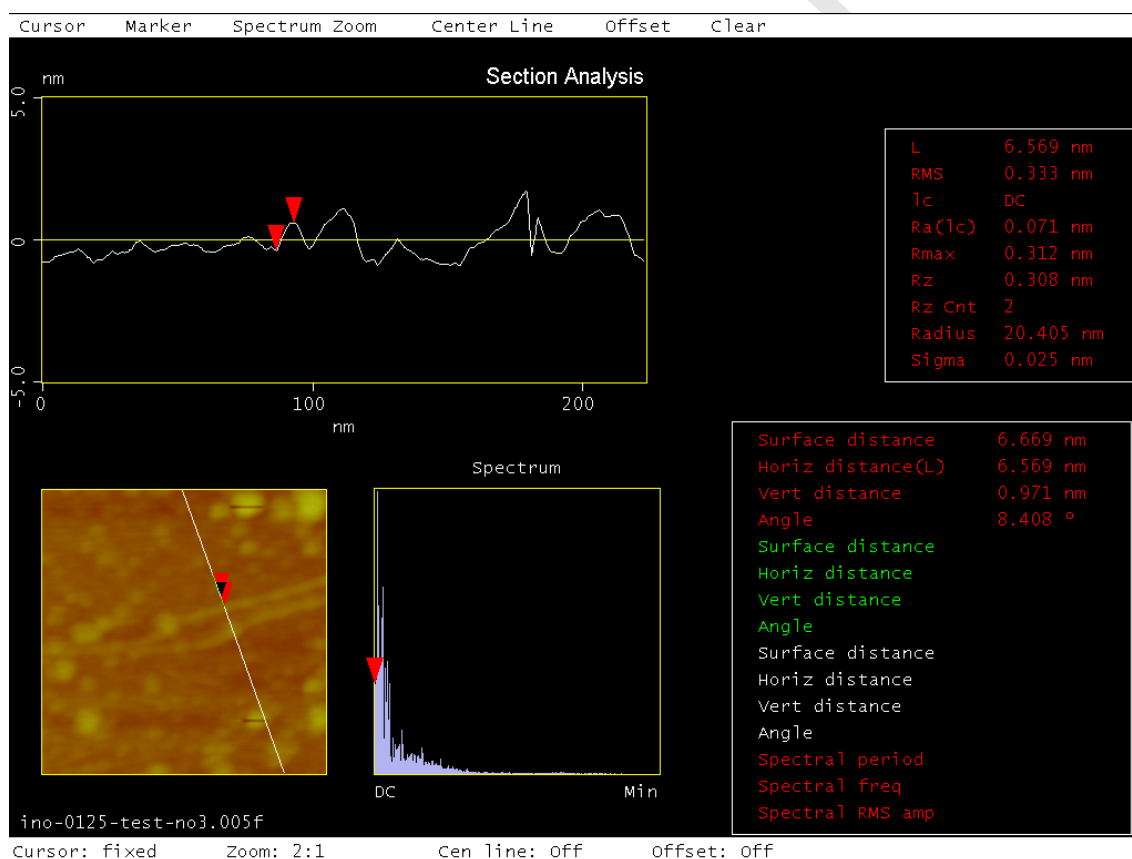 Cursor Marker Spectrum Zoom Center Line Offset Clear
nm
Section Analysis
5.0
0
-5.0
0 100 200
nm
L 6.569 nm
RMS 0.333 nm
lc DC
Ra(lc) 0.071 nm
Rmax 0.312 nm
Rz 0.308 nm
Rz Cnt 2
Radius 20.405 nm
Sigma 0.025 nm
Surface distance 6.669 nm
Horiz distance(L) 6.569 nm
Vert distance 0.971 nm
Angle 8.408 °
Surface distance
Horiz distance
Vert distance
Angle
Surface distance
Horiz distance
Vert distance
Angle
Spectral period
Spectral freq
Spectral RMS amp
Spectrum
DC Min
ino-0125-test-no3.005f
Cursor: fixed Zoom: 2:1 Cen line: Off Offset: Off